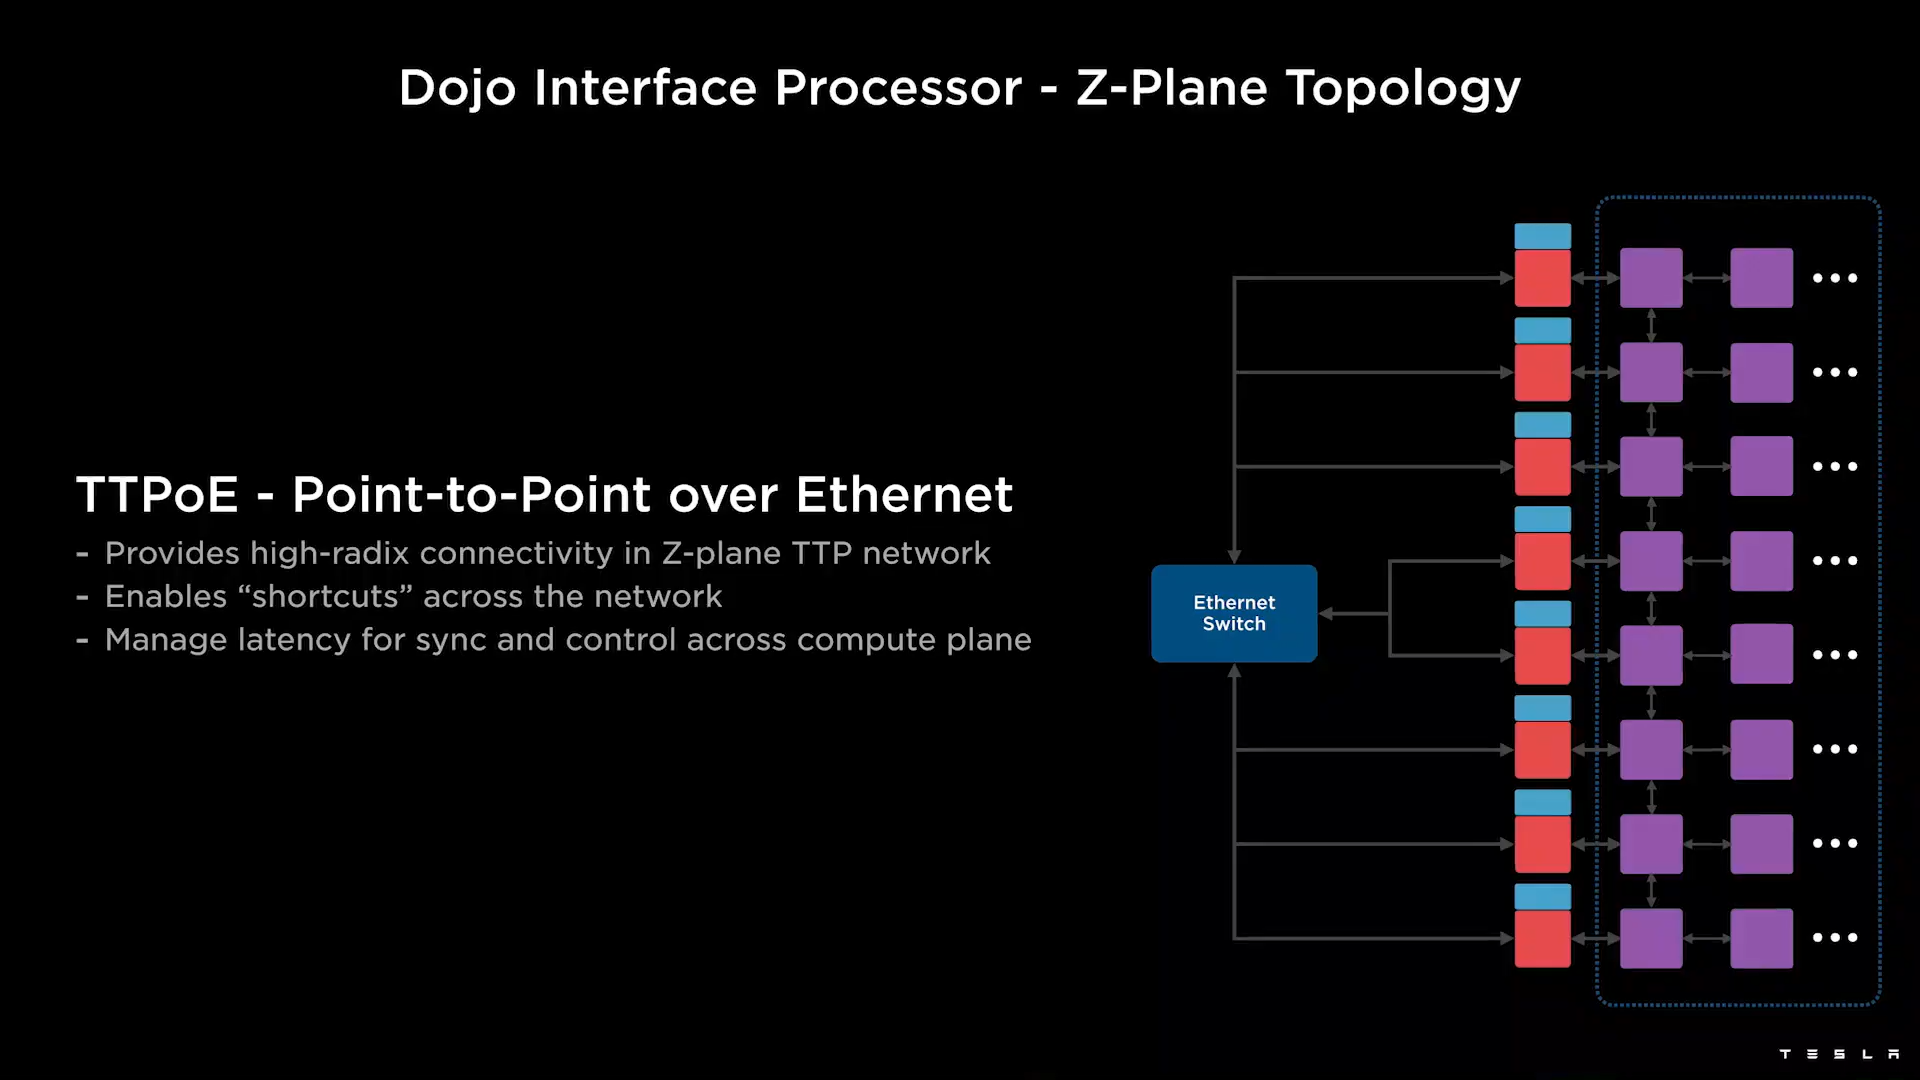 Dojo Interface Processor - Z-Plane Topology
TTPoE - Point-to-Point over Ethernet
- Provides high-radix connectivity in Z-plane TTP network
- Enables “shortcuts” across the network
- Manage latency for sync and control across compute plane
Ethernet
Switch
TESLA